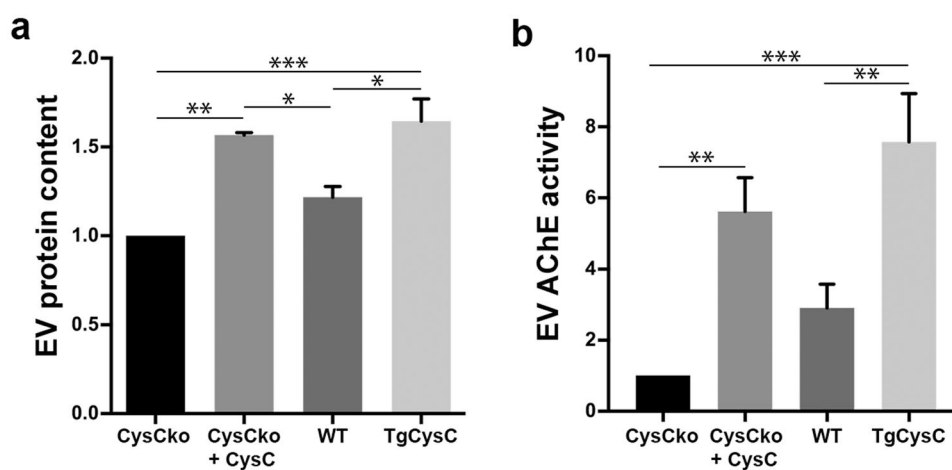 a
EV protein content
2.0
1.5
1.0
0.5
0.0
***
**
*
*
CysCko
CysCko
+ CysC
WT
TgCysC
b
EV AChE activity
10
8
6
4
2
0
***
**
**
CysCko
CysCko
+ CysC
WT
TgCysC